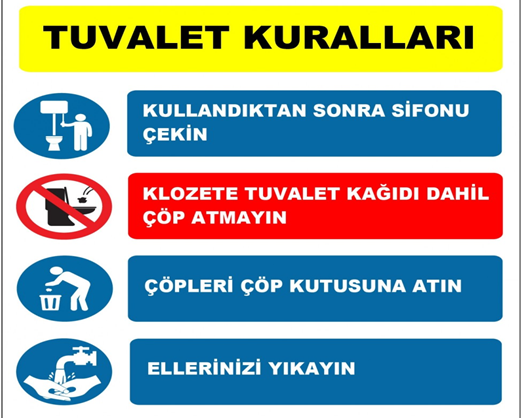 TUVALET KURALLARI
KULLANDIKTAN SONRA SİFONU
ÇEKİN
KLOZETE TUVALET KAĞIDI DAHİL
ÇÖP ATMAYIN
ÇÖPLERİ ÇÖP KUTUSUNA ATIN
ELLERİNİZİ YIKAYIN